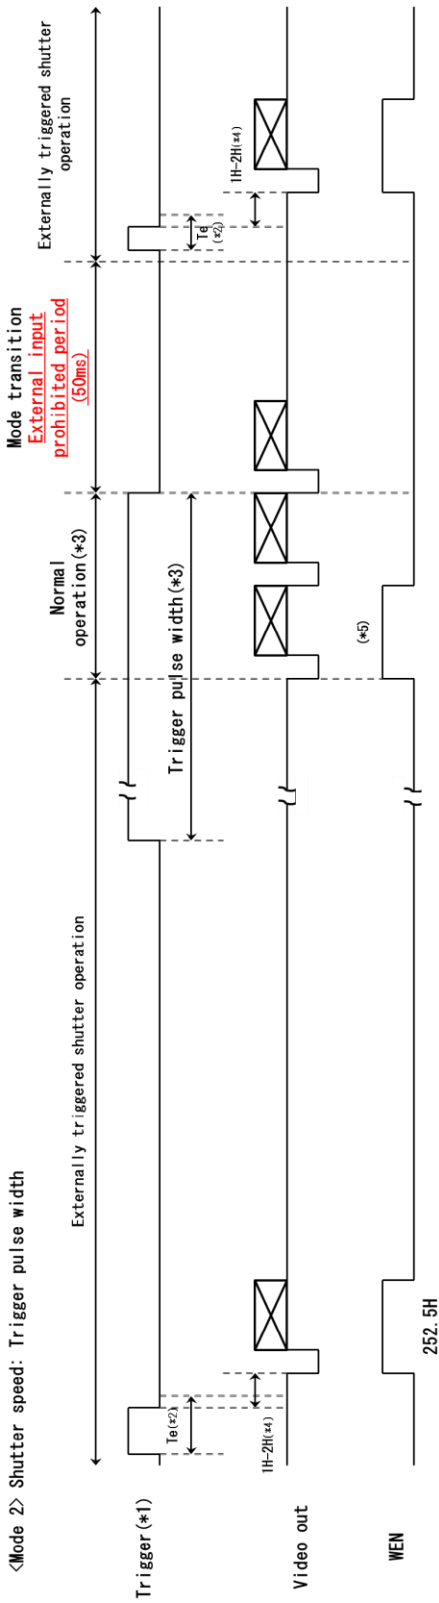 <Mode 2> Shutter speed: Trigger pulse width
Externally triggered shutter operation
Normal
operation(*3)
Mode transition
External input
prohibited period
(50ms)
Externally triggered shutter
operation
Trigger(*1)
Te(*2)
Trigger pulse width(*3)
Te
(*2)
1H-2H(*4)
1H-2H(*4)
Video out
(*5)
WEN
252.5H